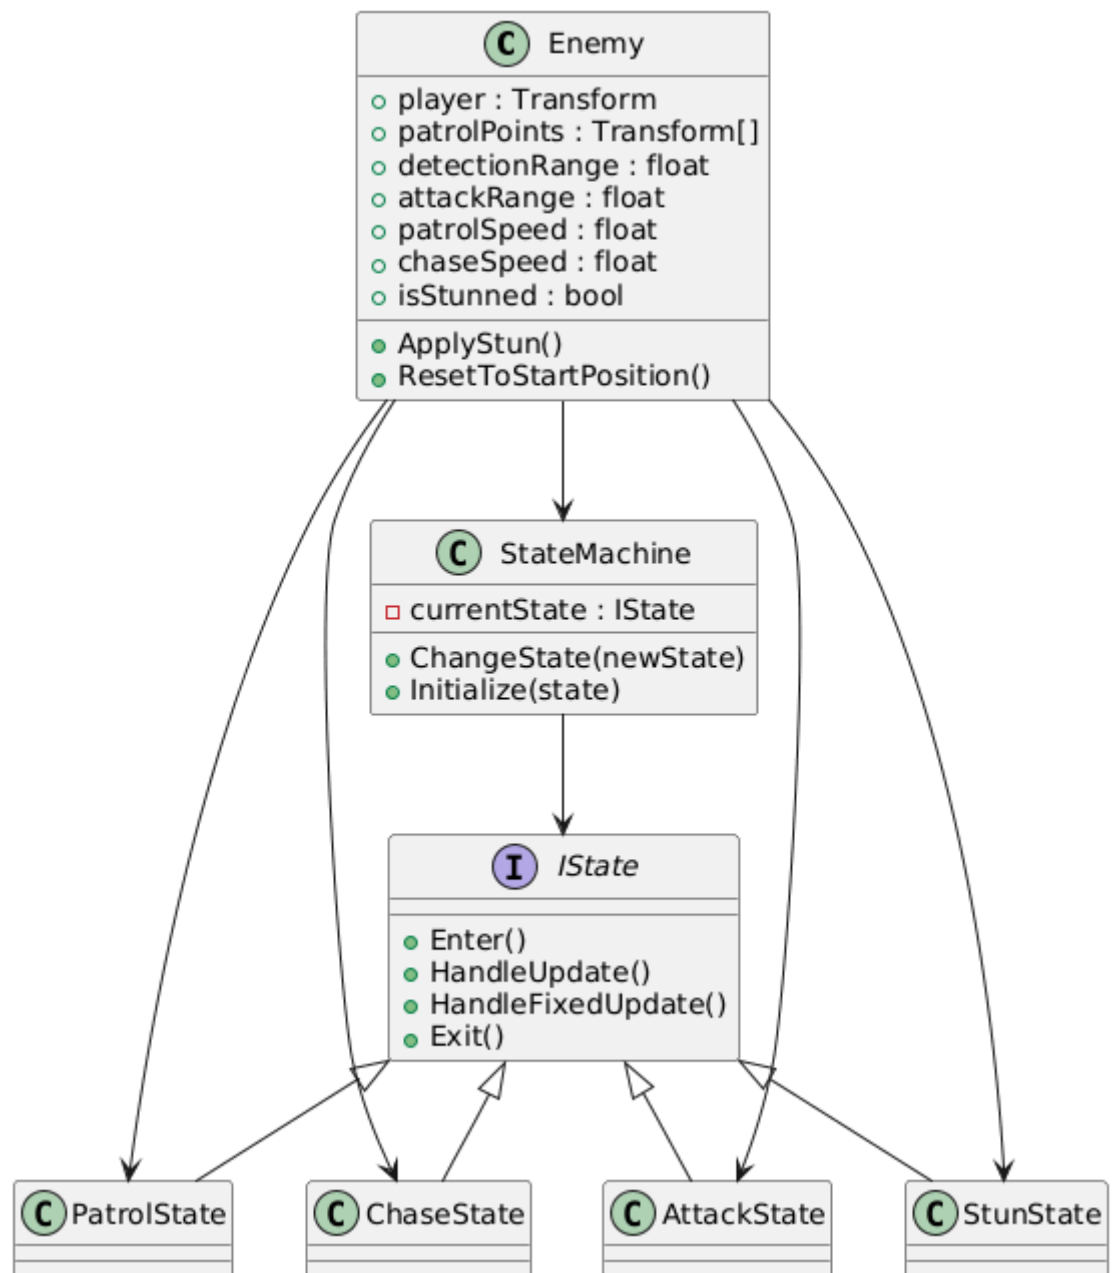 C Enemy
player : Transform
patrolPoints : Transform[]
detectionRange : float
attackRange : float
patrolSpeed : float
chaseSpeed : float
isStunned : bool
ApplyStun()
ResetToStartPosition()
C StateMachine
currentState : IState
ChangeState(newState)
Initialize(state)
I IState
Enter()
HandleUpdate()
HandleFixedUpdate()
Exit()
C PatrolState
C ChaseState
C AttackState
C StunState